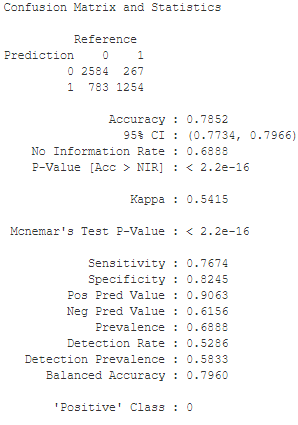 Confusion Matrix and Statistics
Reference
Prediction 0 1
0 2584 267
1 783 1254
Accuracy : 0.7852
95% CI : (0.7734, 0.7966)
No Information Rate : 0.6888
P-Value [Acc > NIR] : < 2.2e-16
Kappa : 0.5415
Mcnemar's Test P-Value : < 2.2e-16
Sensitivity : 0.7674
Specificity : 0.8245
Pos Pred Value : 0.9063
Neg Pred Value : 0.6156
Prevalence : 0.6888
Detection Rate : 0.5286
Detection Prevalence : 0.5833
Balanced Accuracy : 0.7960
'Positive' Class : 0